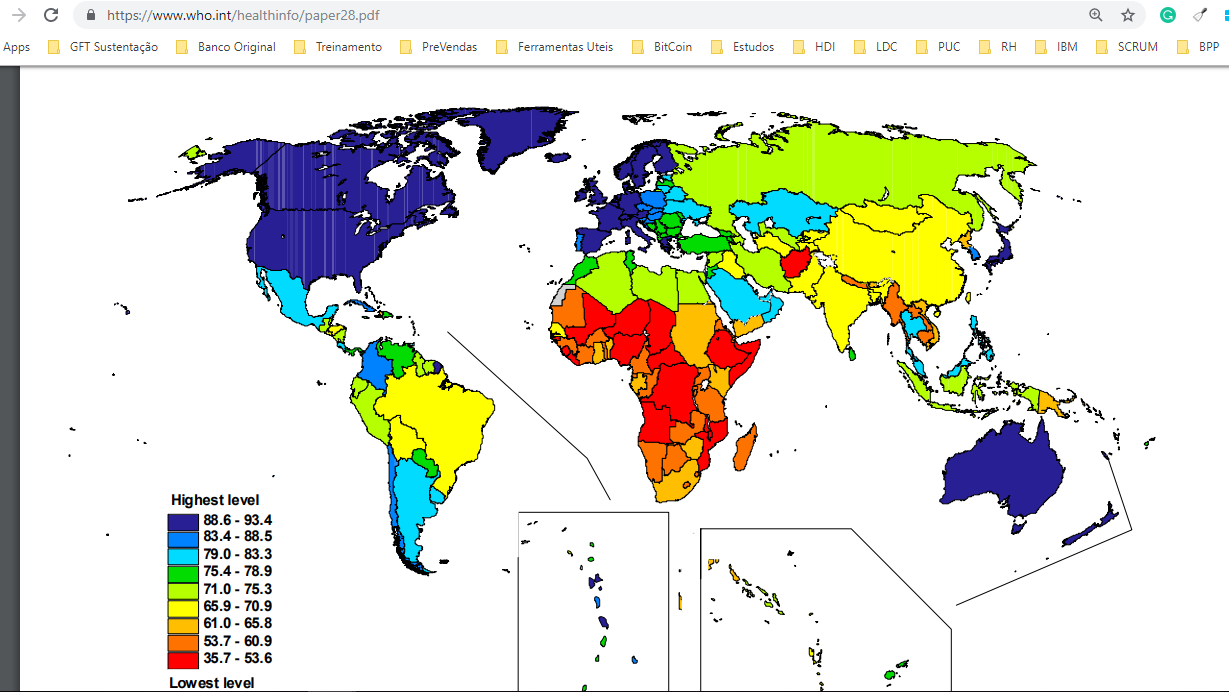 https://www.who.int/healthinfo/paper28.pdf
Apps GFT Sustentação Banco Original Treinamento PreVendas Ferramentas Uteis BitCoin Estudos HDI LDC PUC RH IBM SCRUM BPP
Highest level
88.6 - 93.4
83.4 - 88.5
79.0 - 83.3
75.4 - 78.9
71.0 - 75.3
65.9 - 70.9
61.0 - 65.8
53.7 - 60.9
35.7 - 53.6
Lowest level